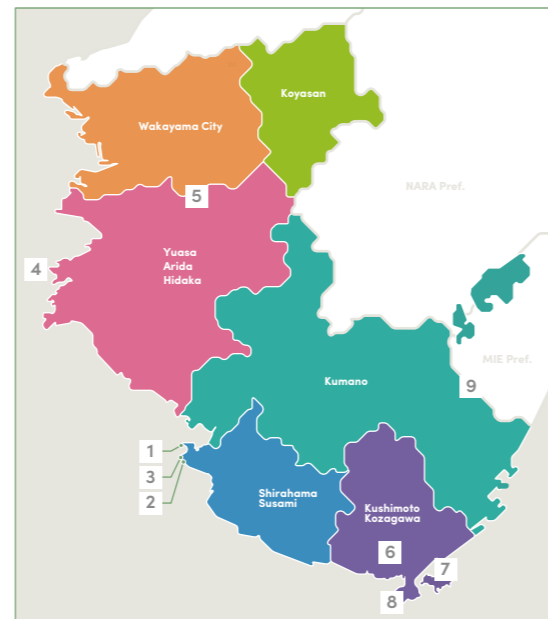 Koyasan
Wakayama City
NARA Pref.
5
Yuasa
Arida
Hidaka
4
MIE Pref.
Kumano
9
1
3
2
Shirahama
Susami
Kushimoto
Kozagawa
6
7
8